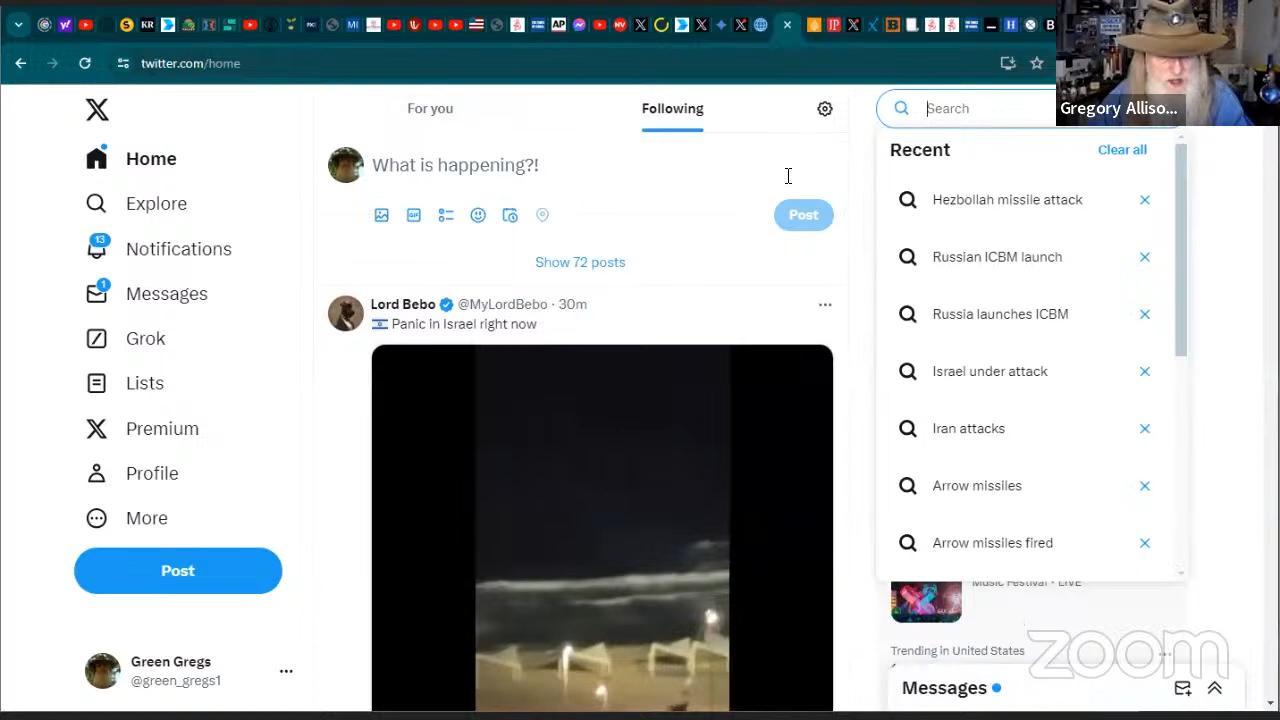 twitter.com/home
Gregory Alliso...
For you
Following
Search
Recent
Clear all
Home
What is happening?!
Hezbollah missile attack
Explore
Post
13
Notifications
Russian ICBM launch
Show 72 posts
1
Messages
Lord Bebo @MyLordBebo · 30m
Panic in Israel right now
Russia launches ICBM
Grok
Israel under attack
Lists
Premium
Iran attacks
Profile
Arrow missiles
More
Arrow missiles fired
Post
Music Festival · LIVE
Trending in United States
Green Gregs
@green_gregs1
Messages
zoom